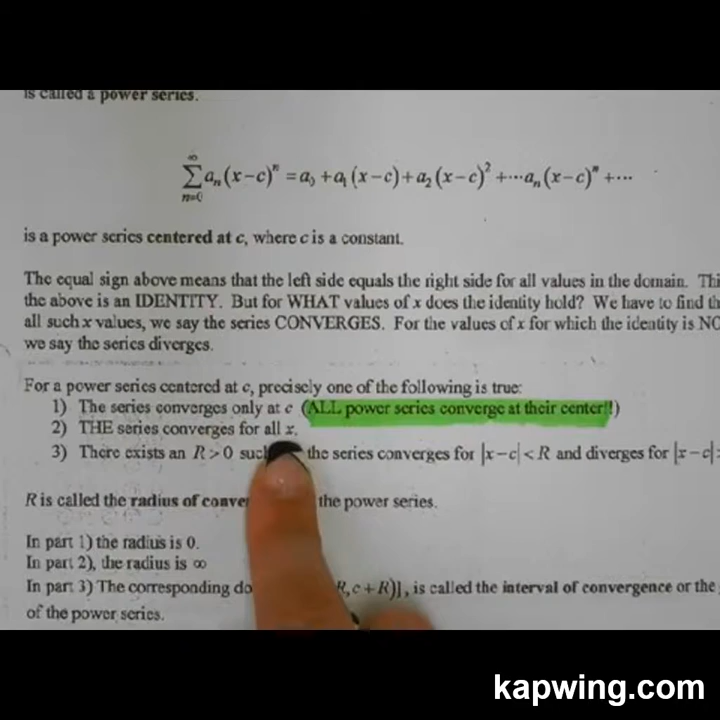 is called a power series.
∞
∑ aₙ(x−c)ⁿ = a₀ + a₁(x−c) + a₂(x−c)² + ⋯aₙ(x−c)ⁿ + ⋯
n=0
is a power series centered at c, where c is a constant.
The equal sign above means that the left side equals the right side for all values in the domain. Thi
the above is an IDENTITY. But for WHAT values of x does the identity hold? We have to find th
all such x values, we say the series CONVERGES. For the values of x for which the identity is NO
we say the series diverges.
For a power series centered at c, precisely one of the following is true:
1) The series converges only at c (ALL power series converge at their center!!)
2) THE series converges for all x.
3) There exists an R > 0 such the series converges for |x−c| < R and diverges for |x−c|
R is called the radius of conver the power series.
In part 1) the radius is 0.
In part 2), the radius is ∞
In part 3) The corresponding do R, c + R)], is called the interval of convergence or the
of the power series.
kapwing.com